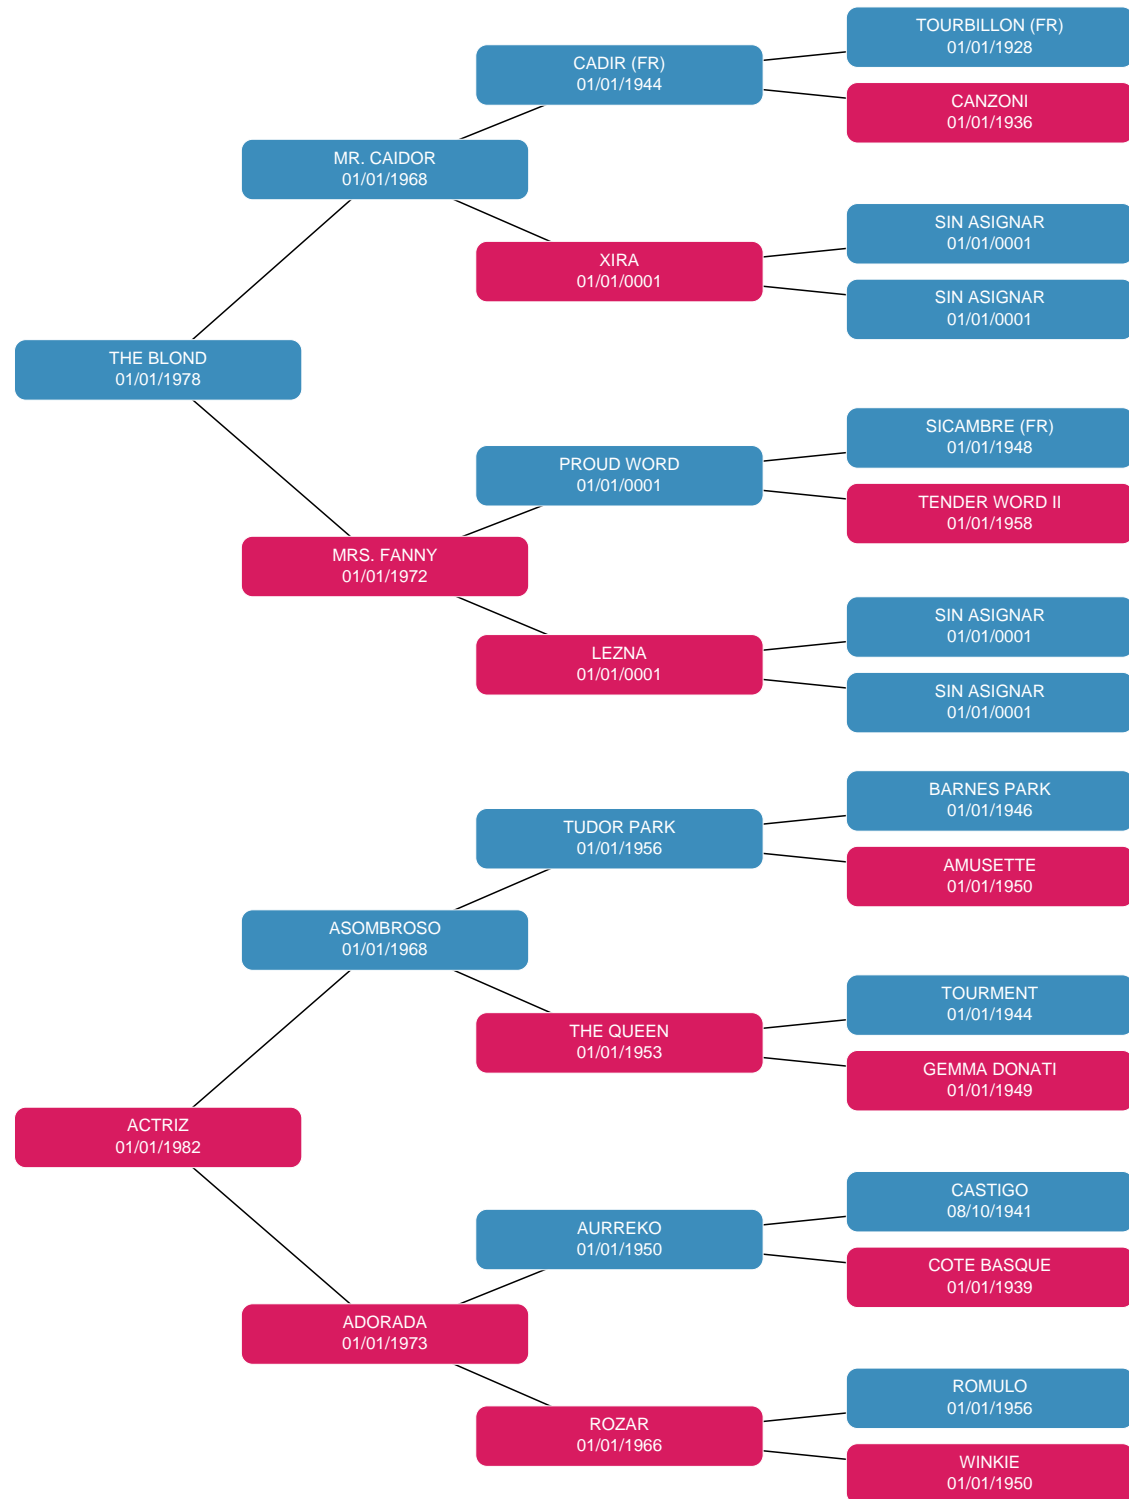 TOURBILLON (FR)
01/01/1928
CADIR (FR)
01/01/1944
CANZONI
01/01/1936
MR. CAIDOR
01/01/1968
SIN ASIGNAR
01/01/0001
XIRA
01/01/0001
SIN ASIGNAR
01/01/0001
THE BLOND
01/01/1978
SICAMBRE (FR)
01/01/1948
PROUD WORD
01/01/0001
TENDER WORD II
01/01/1958
MRS. FANNY
01/01/1972
SIN ASIGNAR
01/01/0001
LEZNA
01/01/0001
SIN ASIGNAR
01/01/0001
BARNES PARK
01/01/1946
TUDOR PARK
01/01/1956
AMUSETTE
01/01/1950
ASOMBROSO
01/01/1968
TOURMENT
01/01/1944
THE QUEEN
01/01/1953
GEMMA DONATI
01/01/1949
ACTRIZ
01/01/1982
CASTIGO
08/10/1941
AURREKO
01/01/1950
COTE BASQUE
01/01/1939
ADORADA
01/01/1973
ROMULO
01/01/1956
ROZAR
01/01/1966
WINKIE
01/01/1950